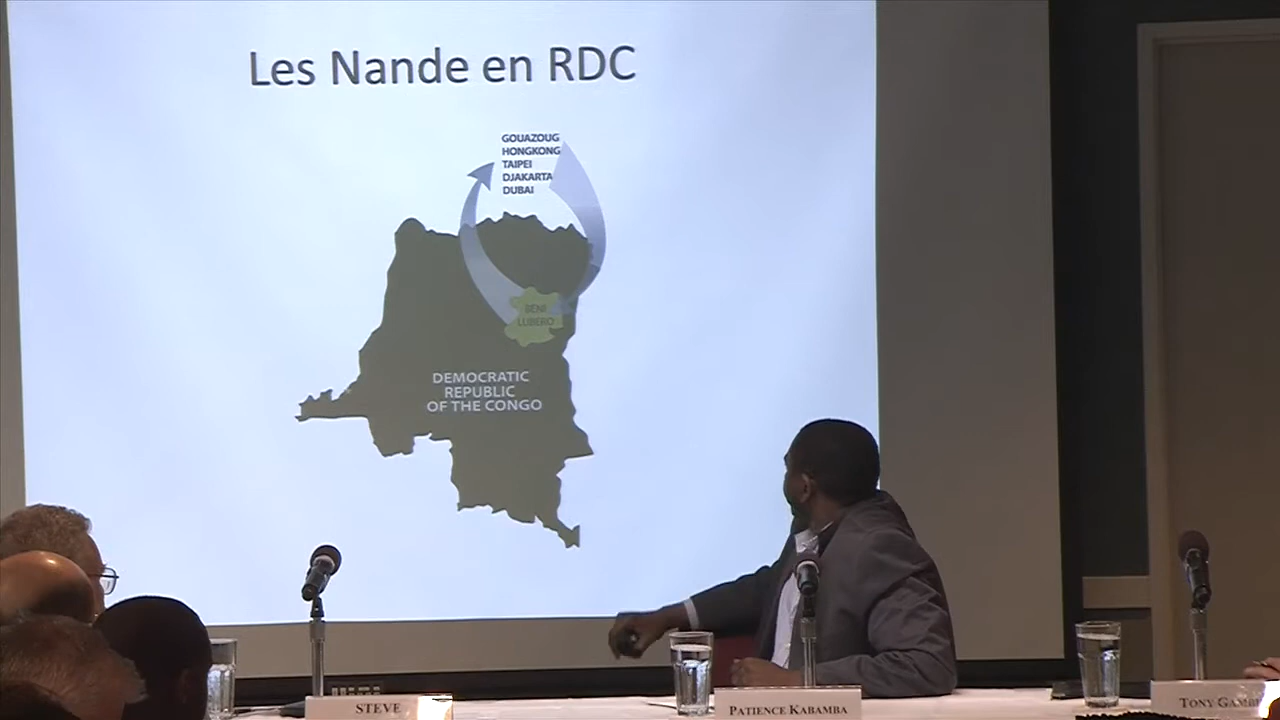 Les Nande en RDC
GOUAZOUG
HONGKONG
TAIPEI
DJAKARTA
DUBAI
BENI
LUBERO
DEMOCRATIC
REPUBLIC
OF THE CONGO
STEVE
PATIENCE KABAMBA
TONY